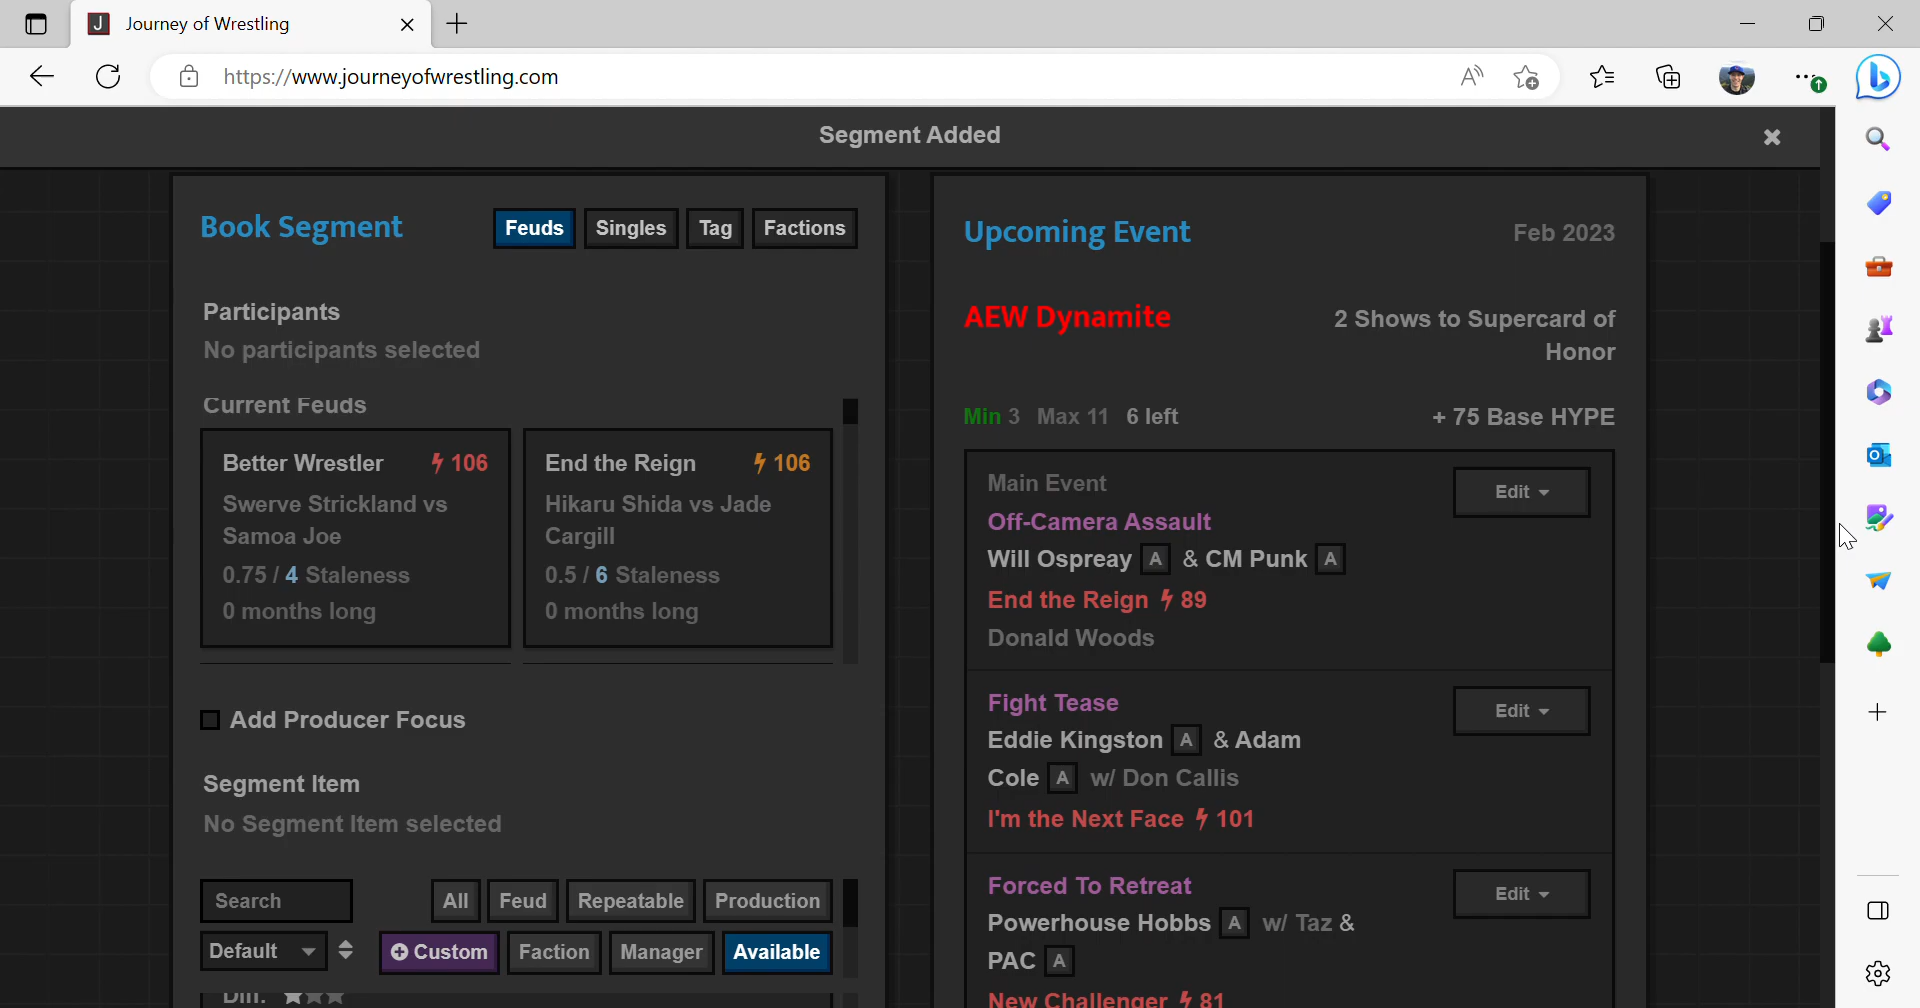 Journey of Wrestling
https://www.journeyofwrestling.com
Segment Added
Book Segment
Feuds
Singles
Tag
Factions
Participants
No participants selected
Current Feuds
Better Wrestler 106
Swerve Strickland vs
Samoa Joe
0.75 / 4 Staleness
0 months long
End the Reign 106
Hikaru Shida vs Jade
Cargill
0.5 / 6 Staleness
0 months long
Add Producer Focus
Segment Item
No Segment Item selected
Search
All
Feud
Repeatable
Production
Default
Custom
Faction
Manager
Available
Diff:
Upcoming Event
Feb 2023
AEW Dynamite
2 Shows to Supercard of
Honor
Min 3 Max 11 6 left
+ 75 Base HYPE
Main Event
Edit
Off-Camera Assault
Will Ospreay A & CM Punk A
End the Reign 89
Donald Woods
Fight Tease
Edit
Eddie Kingston A & Adam
Cole A w/ Don Callis
I'm the Next Face 101
Forced To Retreat
Edit
Powerhouse Hobbs A w/ Taz &
PAC A
New Challenger 81